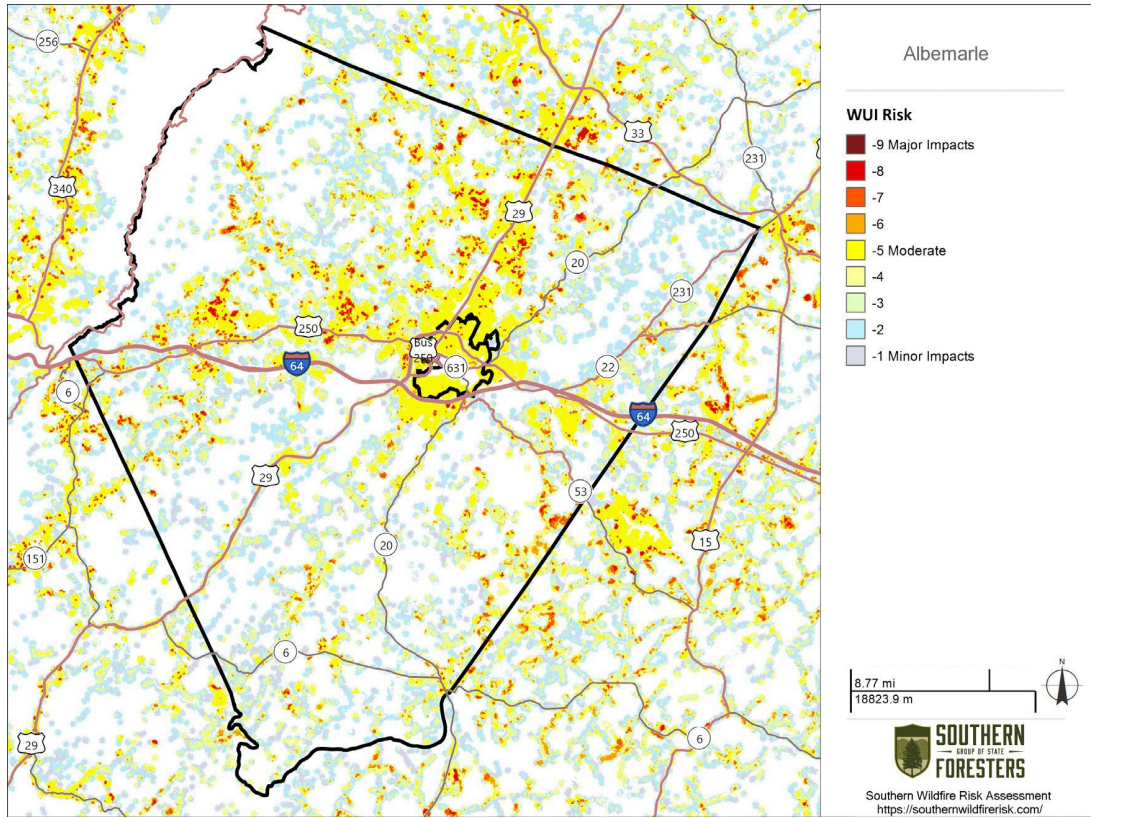 256
340
33
231
29
20
231
250
Bus
250
631
64
22
6
64
250
29
53
20
15
151
6
29
6
Albemarle
WUI Risk
-9 Major Impacts
-8
-7
-6
-5 Moderate
-4
-3
-2
-1 Minor Impacts
N
8.77 mi
18823.9 m
SOUTHERN
GROUP OF STATE
FORESTERS
Southern Wildfire Risk Assessment
https://southernwildfirerisk.com/